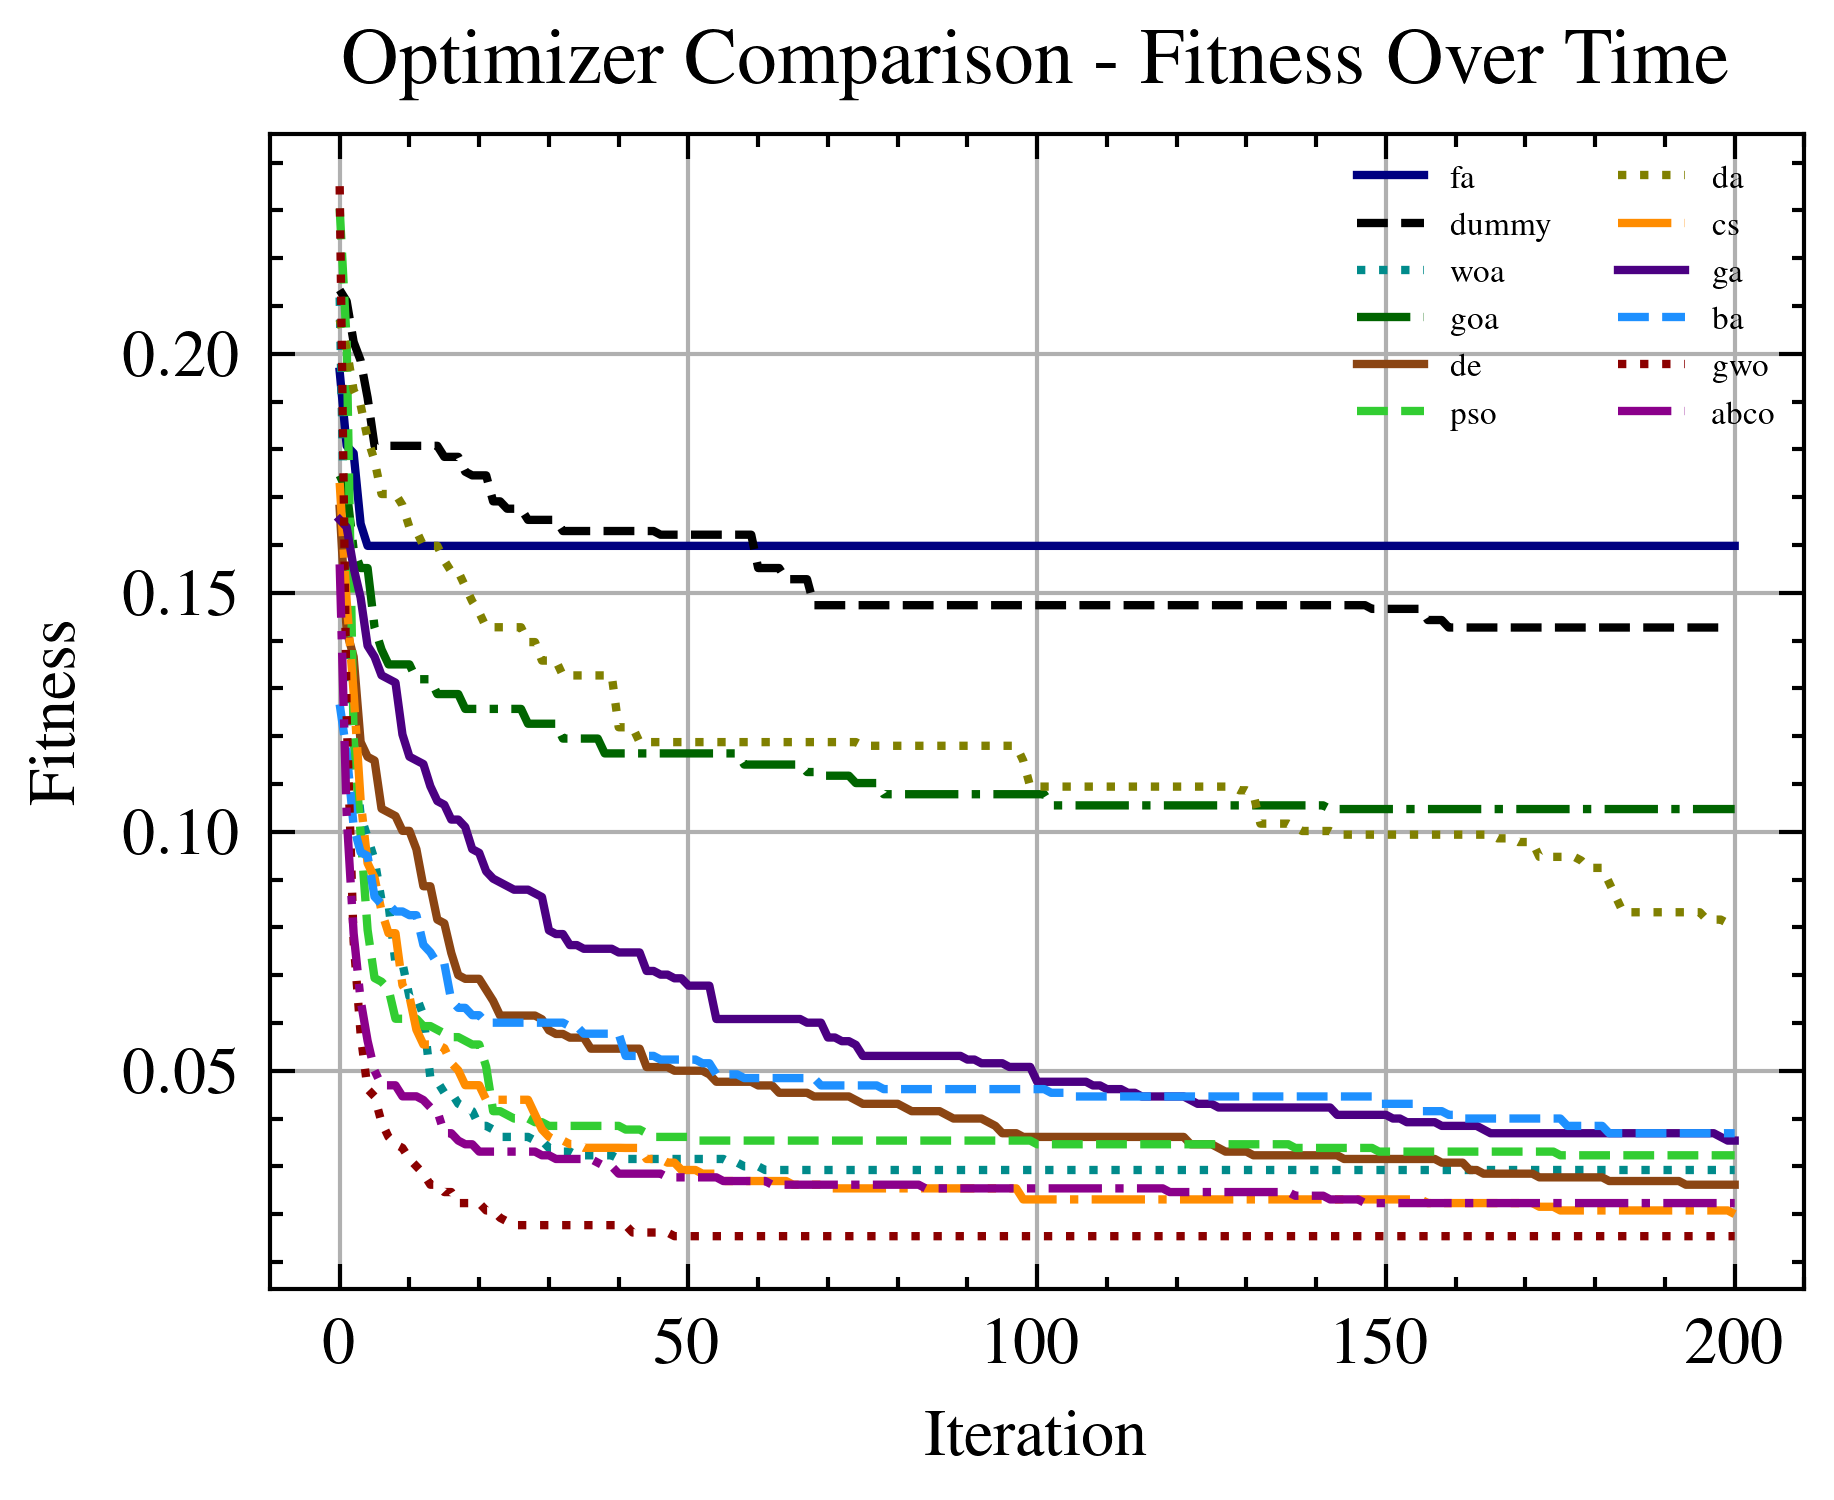 Optimizer Comparison - Fitness Over Time
fa
dummy
woa
goa
de
pso
da
cs
ga
ba
gwo
abco
0.20
0.15
0.10
0.05
Fitness
0
50
100
150
200
Iteration